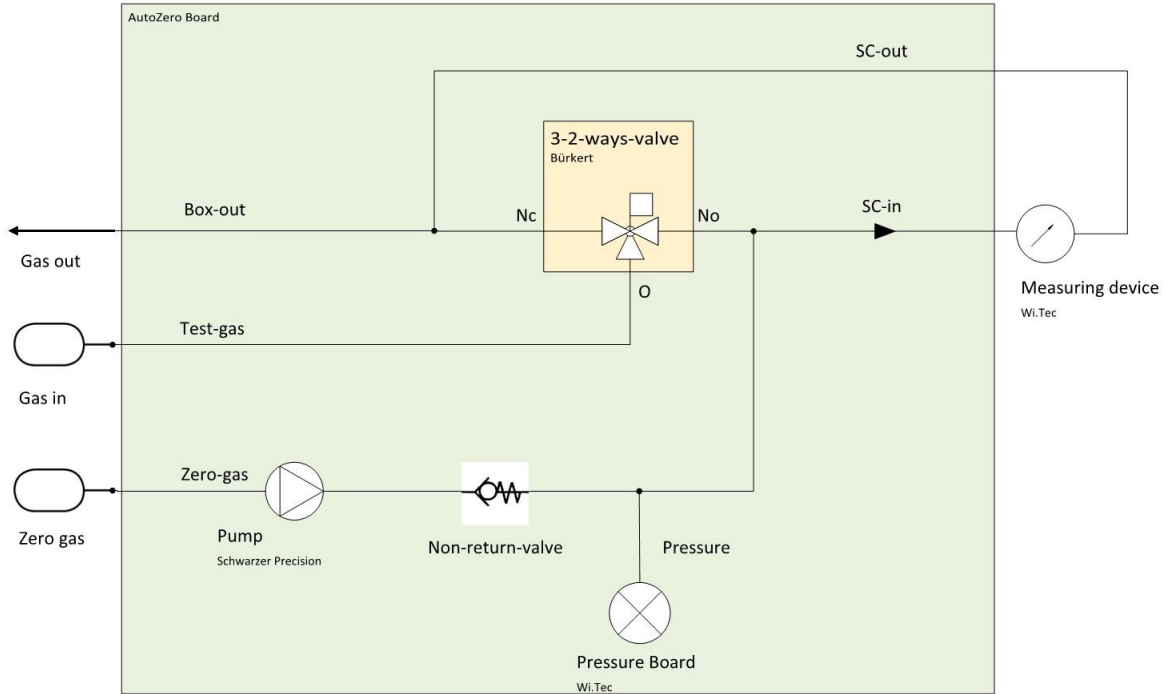 AutoZero Board
SC-out
3-2-ways-valve
Bürkert
Box-out
Nc
No
SC-in
Gas out
O
Measuring device
Wi.Tec
Test-gas
Gas in
Zero-gas
Zero gas
Pump
Schwarzer Precision
Non-return-valve
Pressure
Pressure Board
Wi.Tec